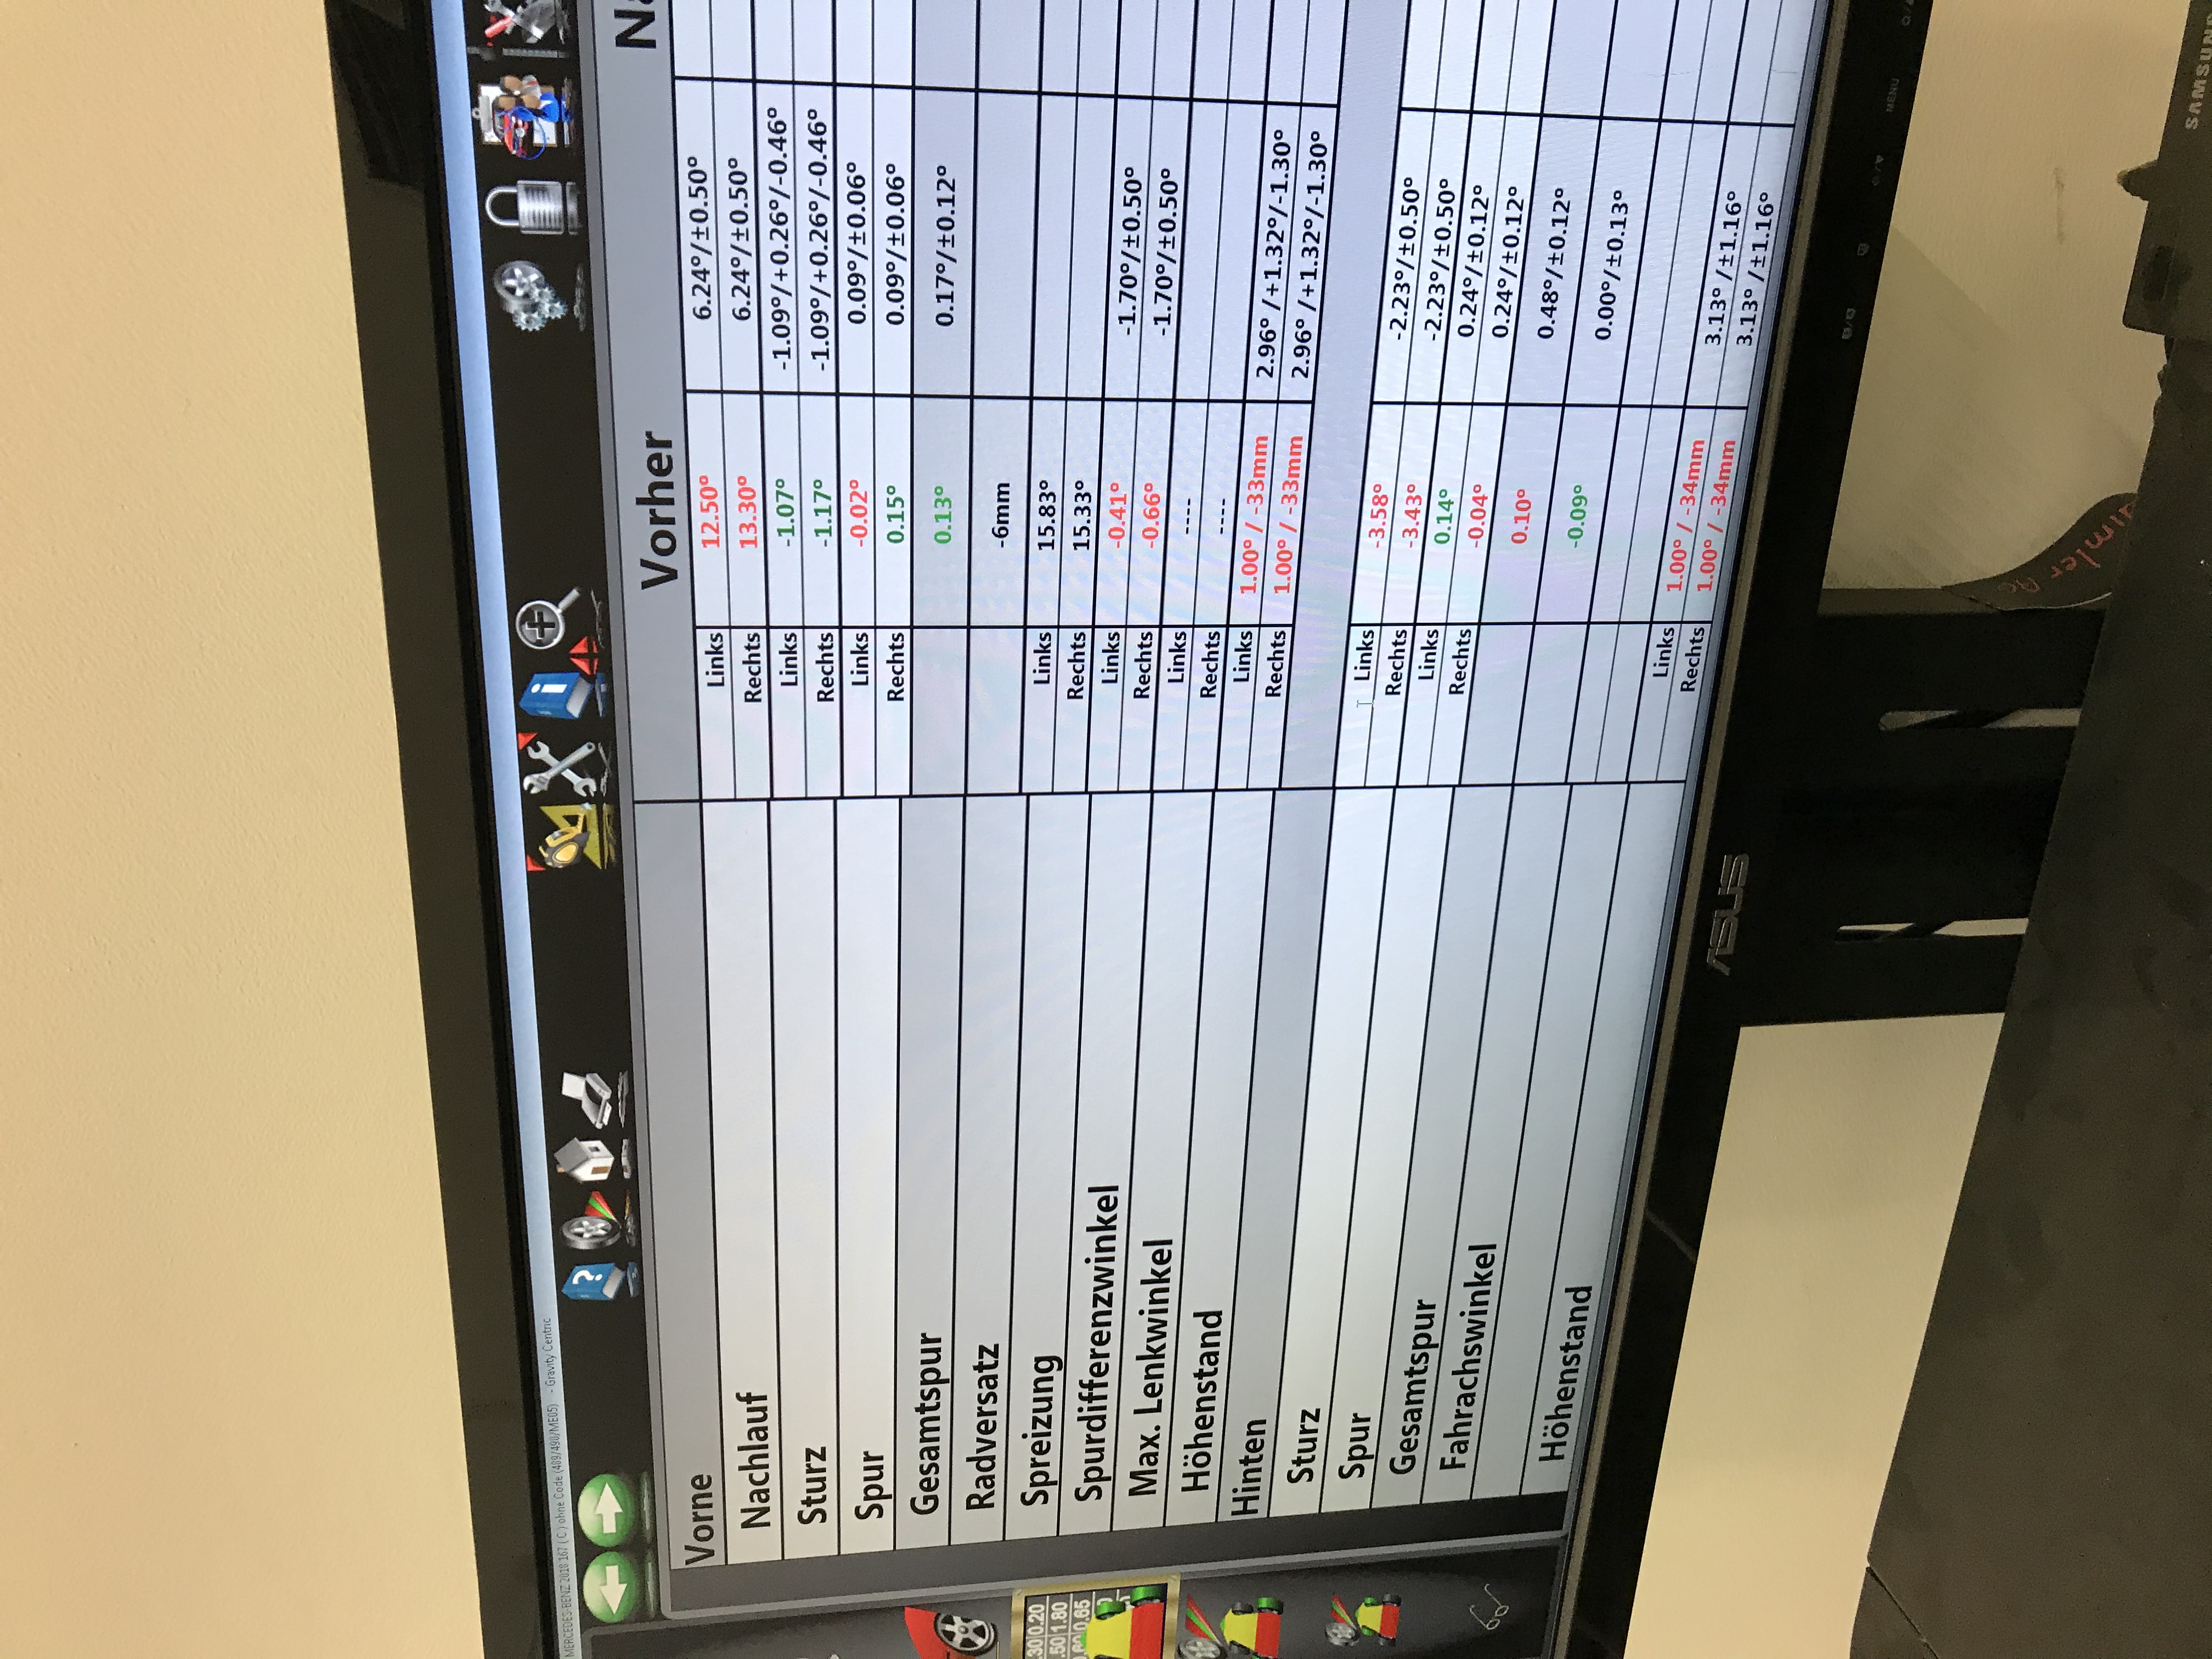 MERCEDES-BENZ 2018 167 ( C ) ohne Code (489/490/ME05) - Gravity Centric
Vorher
Vorne
Nachlauf Links 12.50° 6.24°/±0.50°
Rechts 13.30° 6.24°/±0.50°
Sturz Links -1.07° -1.09°/+0.26°/-0.46°
Rechts -1.17° -1.09°/+0.26°/-0.46°
Spur Links -0.02° 0.09°/±0.06°
Rechts 0.15° 0.09°/±0.06°
Gesamtspur 0.13° 0.17°/±0.12°
Radversatz -6mm
Spreizung Links 15.83°
Rechts 15.33°
Spurdifferenzwinkel Links -0.41° -1.70°/±0.50°
Rechts -0.66° -1.70°/±0.50°
Max. Lenkwinkel Links ----
Rechts ----
Höhenstand Links 1.00° / -33mm 2.96° /+1.32°/-1.30°
Rechts 1.00° / -33mm 2.96° /+1.32°/-1.30°
Hinten
Sturz Links -3.58° -2.23°/±0.50°
Rechts -3.43° -2.23°/±0.50°
Spur Links 0.14° 0.24°/±0.12°
Rechts -0.04° 0.24°/±0.12°
Gesamtspur 0.10° 0.48°/±0.12°
Fahrachswinkel -0.09° 0.00°/±0.13°
Höhenstand Links 1.00° / -34mm 3.13° /±1.16°
Rechts 1.00° / -34mm 3.13° /±1.16°
.30 0.20
.50 1.80
0.65
ASUS
MENU
SAMSUNG